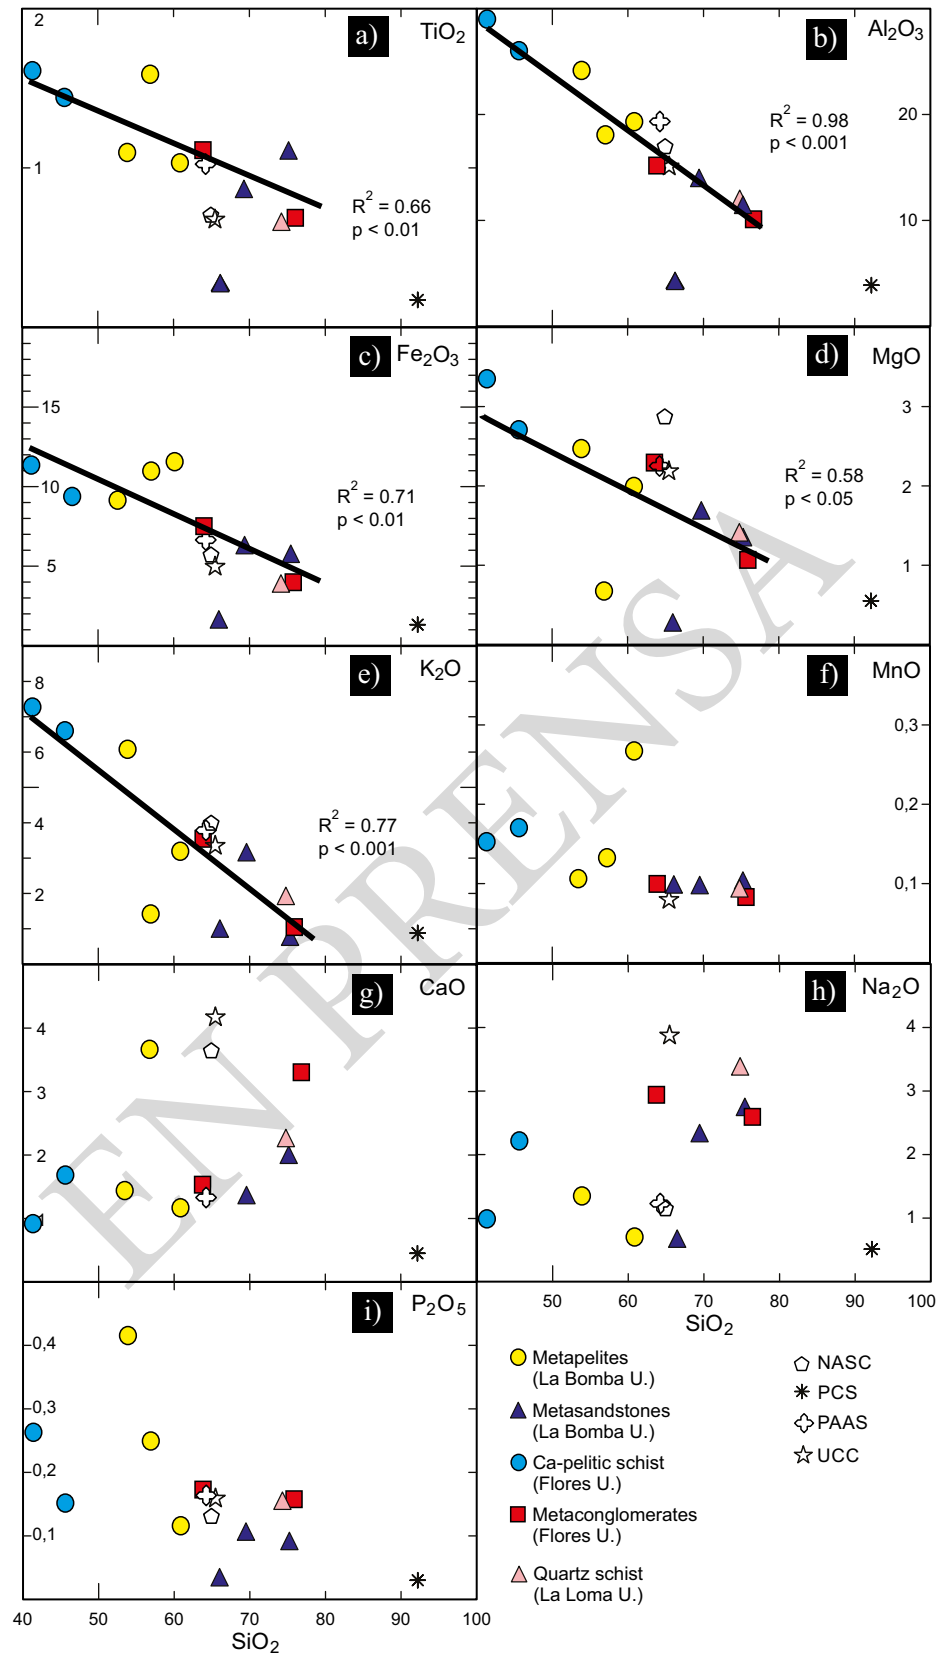 2
a)
TiO2
1
R2 = 0.66
p < 0.01
b)
Al2O3
20
R2 = 0.98
p < 0.001
10
c)
Fe2O3
15
10
R2 = 0.71
p < 0.01
5
d)
MgO
3
2
R2 = 0.58
p < 0.05
1
e)
K2O
8
6
4
R2 = 0.77
p < 0.001
2
f)
MnO
0,3
0,2
0,1
g)
CaO
4
3
2
1
h)
Na2O
4
3
2
1
50 60 70 80 90 100
SiO2
i)
P2O5
0,4
0,3
0,2
0,1
40 50 60 70 80 90 100
SiO2
Metapelites
(La Bomba U.)
Metasandstones
(La Bomba U.)
Ca-pelitic schist
(Flores U.)
Metaconglomerates
(Flores U.)
Quartz schist
(La Loma U.)
NASC
PCS
PAAS
UCC
EN PRENSA